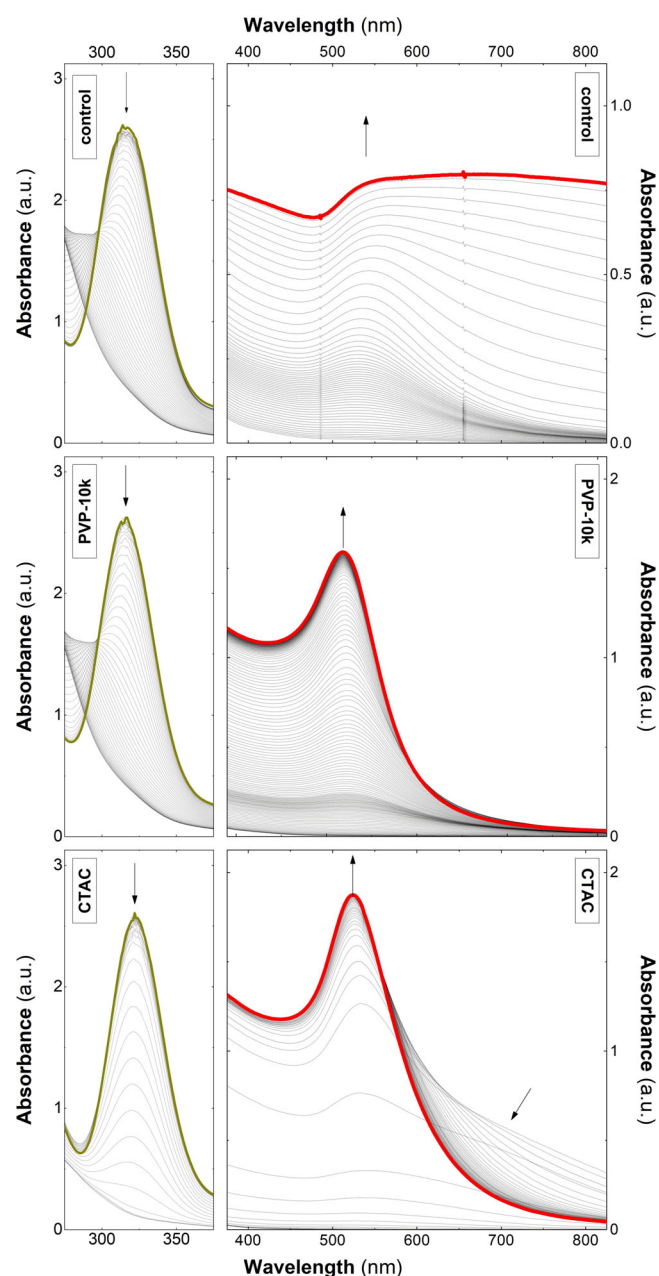 Wavelength (nm)
300 350
400 500 600 700 800
Absorbance (a.u.)
3
2
1
0
control
control
1.0
0.5
0.0
Absorbance (a.u.)
Absorbance (a.u.)
3
2
1
0
PVP-10k
PVP-10k
2
1
0
Absorbance (a.u.)
Absorbance (a.u.)
3
2
1
0
CTAC
CTAC
2
1
0
Absorbance (a.u.)
300 350
400 500 600 700 800
Wavelength (nm)